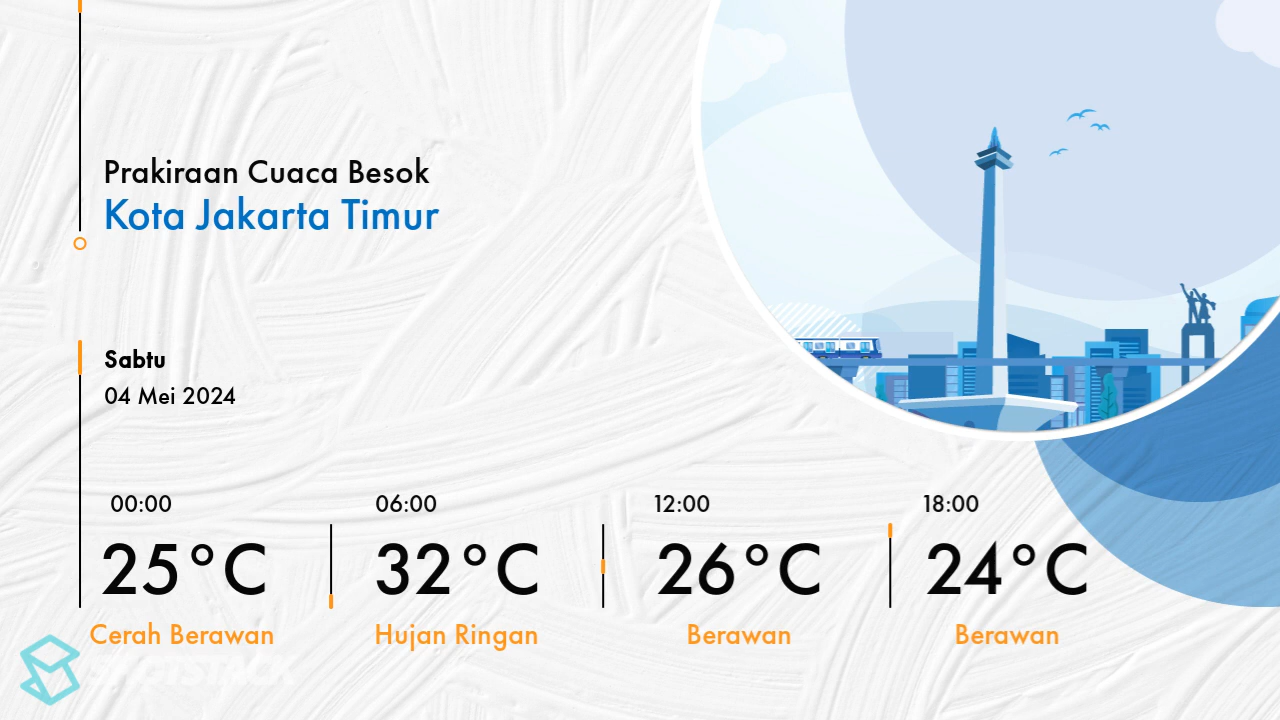 Prakiraan Cuaca Besok
Kota Jakarta Timur
Sabtu
04 Mei 2024
00:00 06:00 12:00 18:00
25°C 32°C 26°C 24°C
Cerah Berawan Hujan Ringan Berawan Berawan